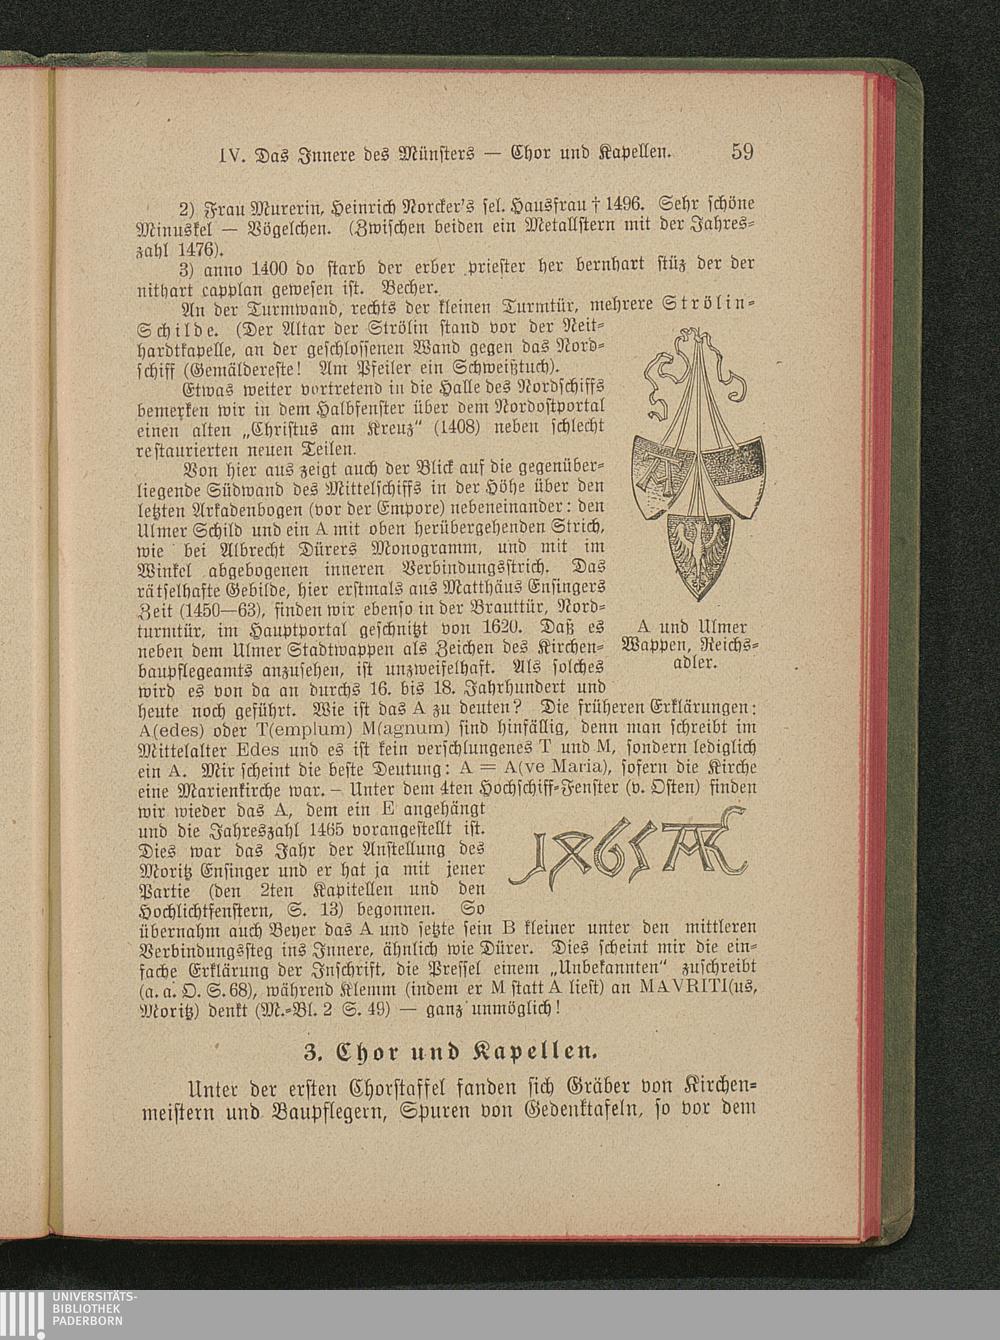 IV. Das Innere des Münsters — Chor und Kapellen. 59
2) Frau Murerin, Heinrich Norcker's sel. Hausfrau † 1496. Sehr schöne
Minuskel — Vögelchen. (Zwischen beiden ein Metallstern mit der Jahres=
zahl 1476).
3) anno 1400 do starb der erber priester her bernhart stüz der der
nithart capplan gewesen ist. Becher.
An der Turmwand, rechts der kleinen Turmtür, mehrere Strölin=
Schilde. (Der Altar der Strölin stand vor der Neit=
hardtkapelle, an der geschlossenen Wand gegen das Nord=
schiff (Gemäldereste! Am Pfeiler ein Schweißtuch).
Etwas weiter vortretend in die Halle des Nordschiffs
bemerken wir in dem Halbfenster über dem Nordostportal
einen alten „Christus am Kreuz“ (1408) neben schlecht
restaurierten neuen Teilen.
Von hier aus zeigt auch der Blick auf die gegenüber=
liegende Südwand des Mittelschiffs in der Höhe über den
letzten Arkadenbogen (vor der Empore) nebeneinander: den
Ulmer Schild und ein A mit oben herübergehenden Strich,
wie bei Albrecht Dürers Monogramm, und mit im
Winkel abgebogenen inneren Verbindungsstrich. Das
rätselhafte Gebilde, hier erstmals aus Matthäus Ensingers
Zeit (1450—63), finden wir ebenso in der Brauttür, Nord=
turmtür, im Hauptportal geschnitzt von 1620. Daß es
neben dem Ulmer Stadtwappen als Zeichen des Kirchen=
baupflegeamts anzusehen, ist unzweifelhaft. Als solches
wird es von da an durchs 16. bis 18. Jahrhundert und
A und Ulmer
Wappen, Reichs=
adler.
heute noch geführt. Wie ist das A zu deuten? Die früheren Erklärungen:
A(edes) oder T(emplum) M(agnum) sind hinfällig, denn man schreibt im
Mittelalter Edes und es ist kein verschlungenes T und M, sondern lediglich
ein A. Mir scheint die beste Deutung: A = A(ve Maria), sofern die Kirche
eine Marienkirche war. – Unter dem 4ten Hochschiff=Fenster (v. Osten) finden
wir wieder das A, dem ein E angehängt
und die Jahreszahl 1465 vorangestellt ist.
Dies war das Jahr der Anstellung des
Moritz Ensinger und er hat ja mit jener
Partie (den 2ten Kapitellen und den
Hochlichtfenstern, S. 13) begonnen. So
1465 AE
übernahm auch Beyer das A und setzte sein B kleiner unter den mittleren
Verbindungssteg ins Innere, ähnlich wie Dürer. Dies scheint mir die ein=
fache Erklärung der Inschrift, die Pressel einem „Unbekannten“ zuschreibt
(a. a. O. S. 68), während Klemm (indem er M statt A liest) an MAVRITI(us,
Moritz) denkt (M.=Bl. 2 S. 49) — ganz unmöglich!
3. Chor und Kapellen.
Unter der ersten Chorstaffel fanden sich Gräber von Kirchen=
meistern und Baupflegern, Spuren von Gedenktafeln, so vor dem
UNIVERSITÄTS-
BIBLIOTHEK
PADERBORN